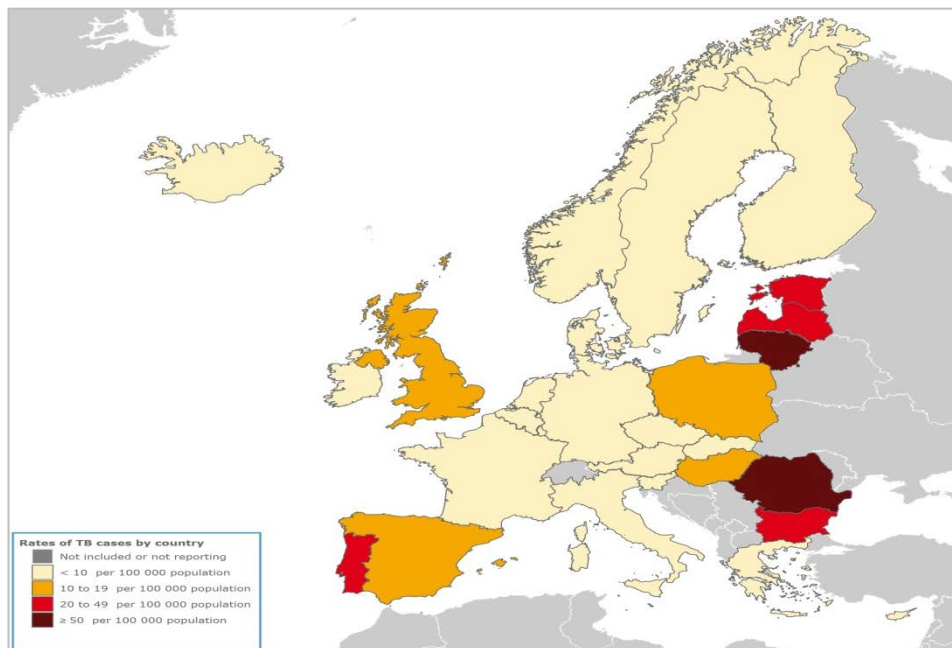 Rates of TB cases by country
Not included or not reporting
< 10 per 100 000 population
10 to 19 per 100 000 population
20 to 49 per 100 000 population
≥ 50 per 100 000 population